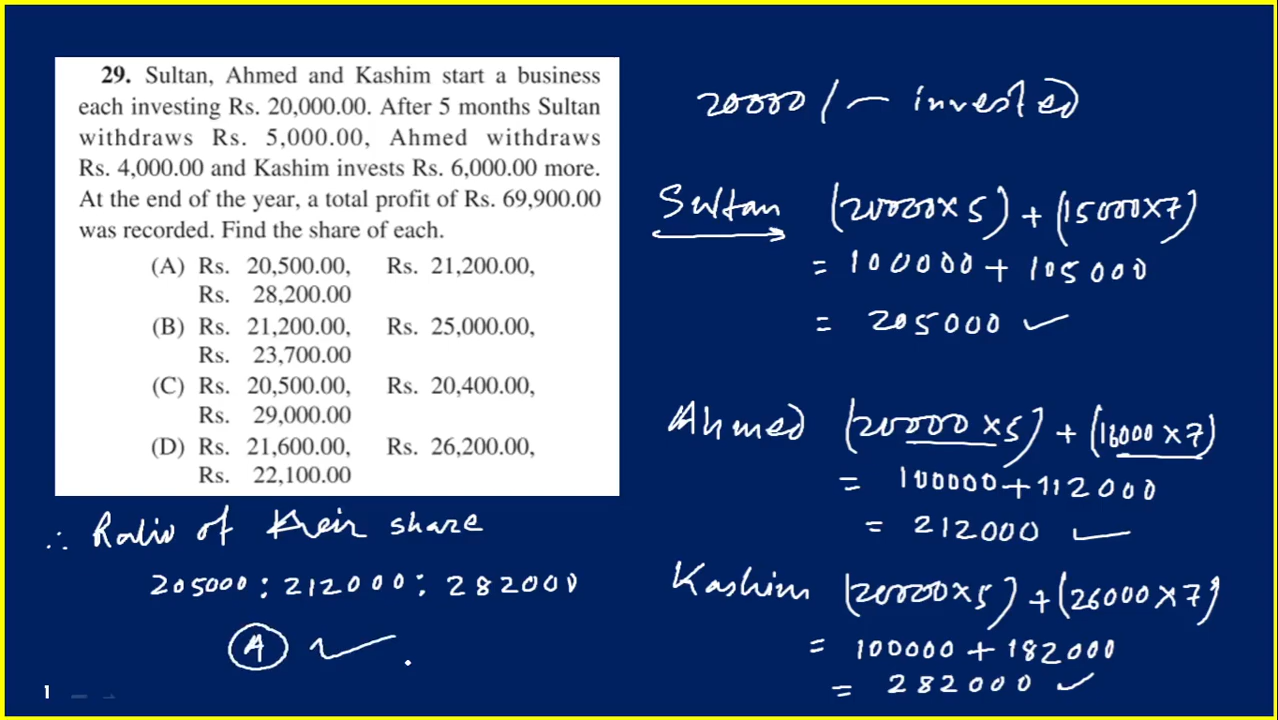 29. Sultan, Ahmed and Kashim start a business
each investing Rs. 20,000.00. After 5 months Sultan
withdraws Rs. 5,000.00, Ahmed withdraws
Rs. 4,000.00 and Kashim invests Rs. 6,000.00 more.
At the end of the year, a total profit of Rs. 69,900.00
was recorded. Find the share of each.
(A) Rs. 20,500.00, Rs. 21,200.00,
Rs. 28,200.00
(B) Rs. 21,200.00, Rs. 25,000.00,
Rs. 23,700.00
(C) Rs. 20,500.00, Rs. 20,400.00,
Rs. 29,000.00
(D) Rs. 21,600.00, Rs. 26,200.00,
Rs. 22,100.00
20000/- invested
Sultan (20000×5) + (15000×7)
= 100000 + 105000
= 205000 ✓
Ahmed (20000×5) + (16000×7)
= 100000 + 112000
= 212000 ✓
Kashim (20000×5) + (26000×7)
= 100000 + 182000
= 282000 ✓
∴ Ratio of their share
205000 : 212000 : 282000
A ✓
1